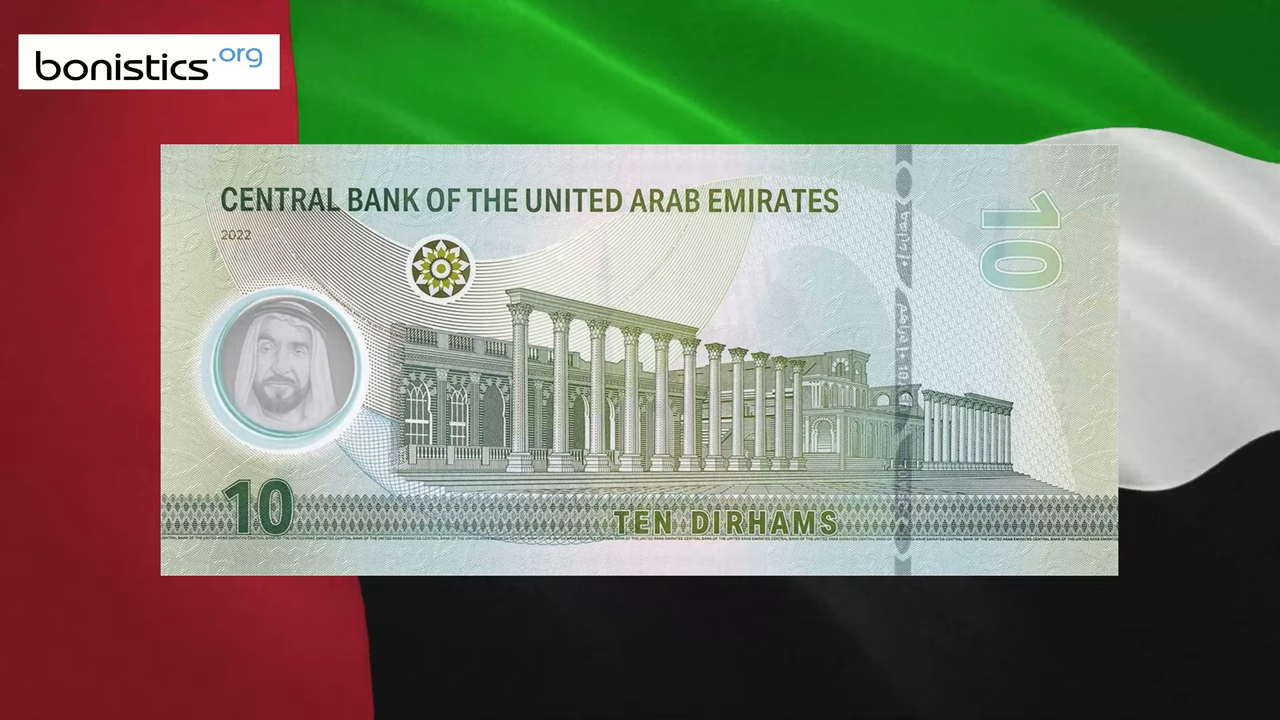 bonistics.org
CENTRAL BANK OF THE UNITED ARAB EMIRATES
2022
10
10
TEN DIRHAMS